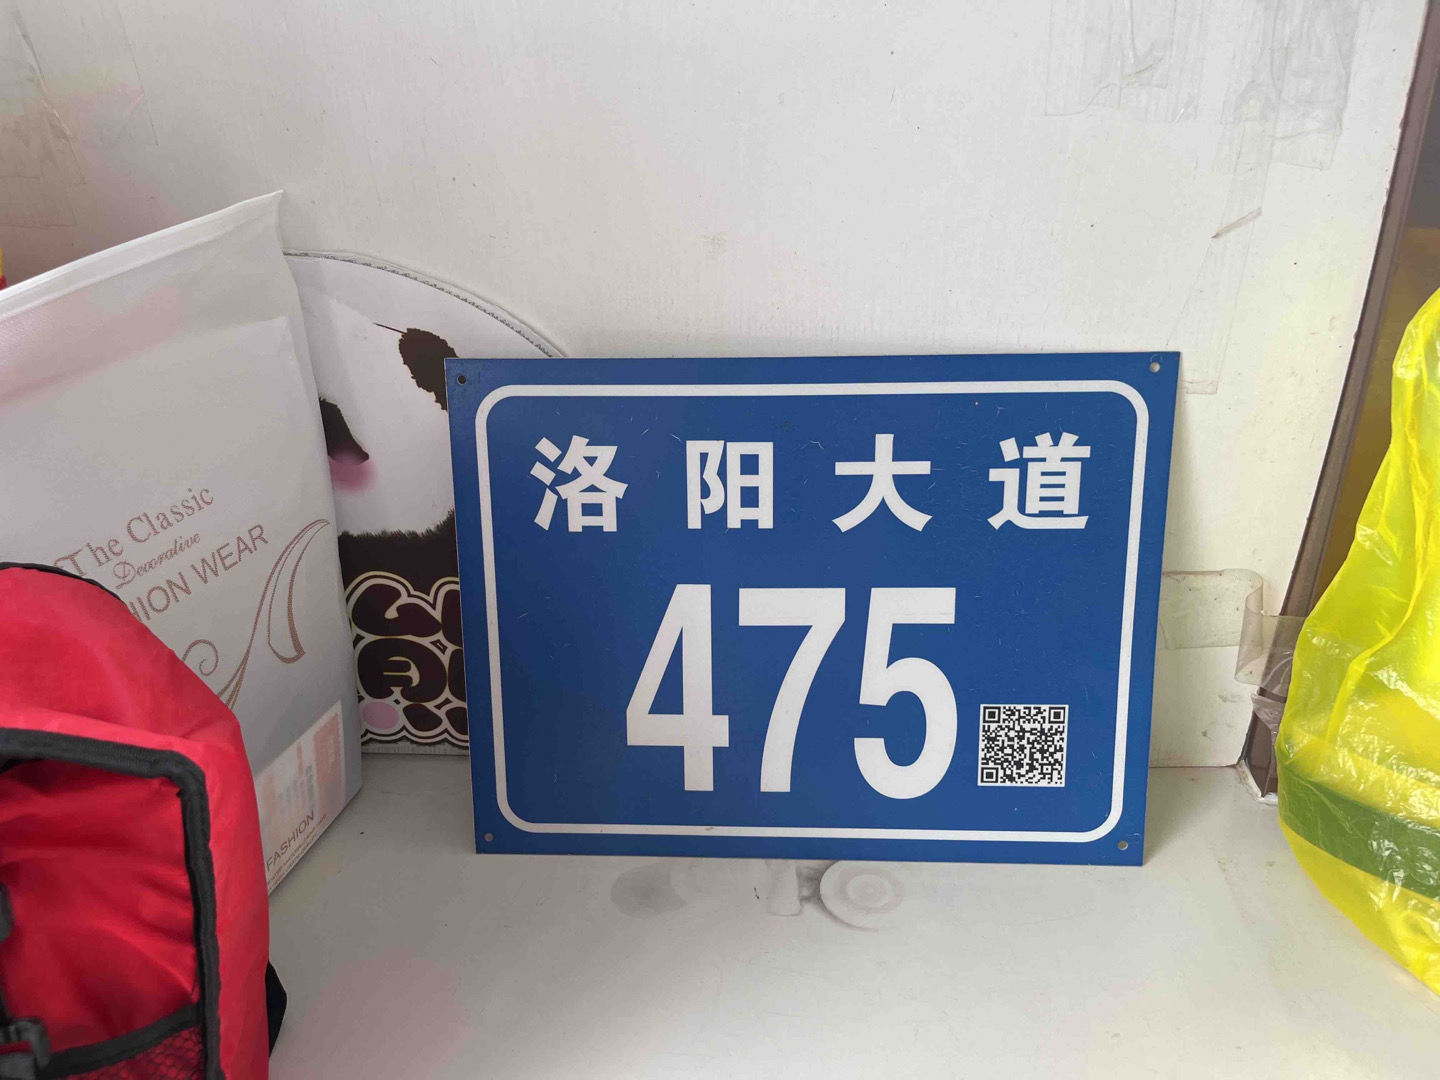 洛阳大道
475
The Classic
Decorative
HION WEAR
FASHION